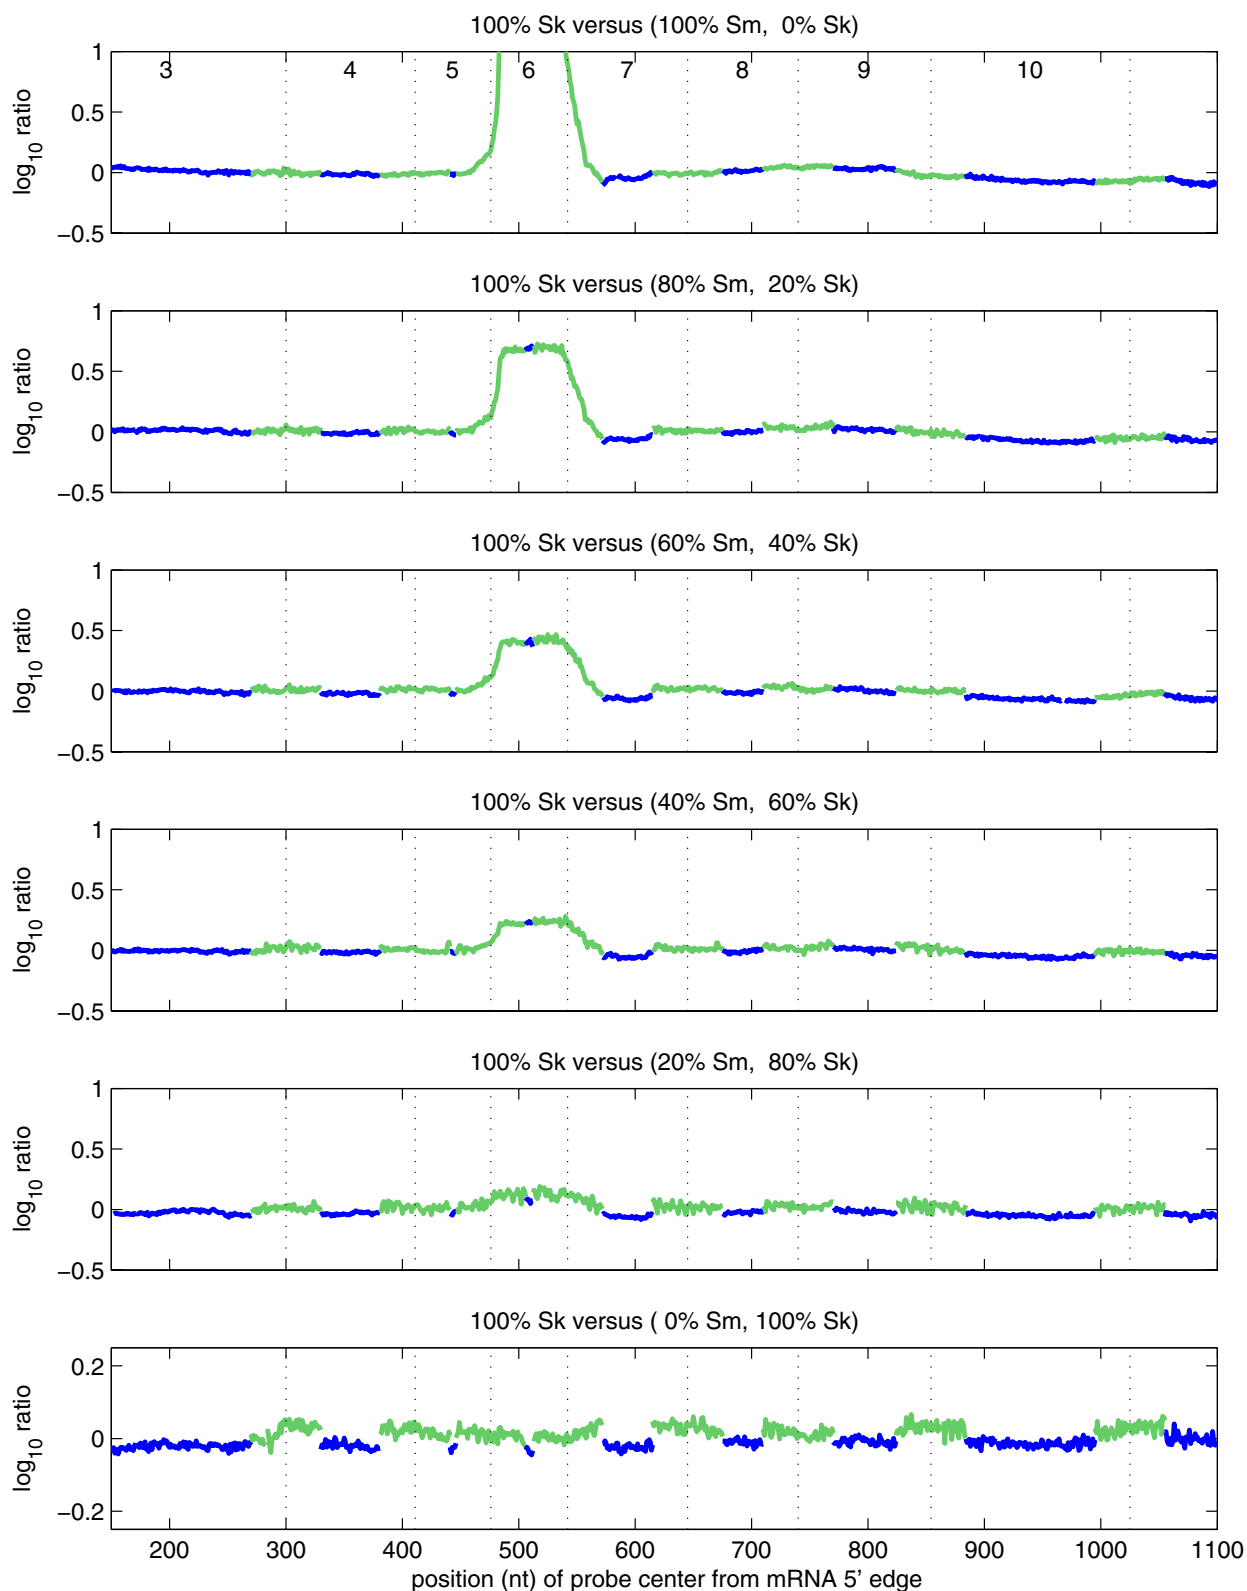 100% Sk versus (100% Sm,  0% Sk)
3 4 5 6 7 8 9 10
1
0.5
0
−0.5
log10 ratio
100% Sk versus (80% Sm,  20% Sk)
1
0.5
0
−0.5
log10 ratio
100% Sk versus (60% Sm,  40% Sk)
1
0.5
0
−0.5
log10 ratio
100% Sk versus (40% Sm,  60% Sk)
1
0.5
0
−0.5
log10 ratio
100% Sk versus (20% Sm,  80% Sk)
1
0.5
0
−0.5
log10 ratio
100% Sk versus ( 0% Sm, 100% Sk)
0.2
0
−0.2
log10 ratio
200 300 400 500 600 700 800 900 1000 1100
position (nt) of probe center from mRNA 5' edge